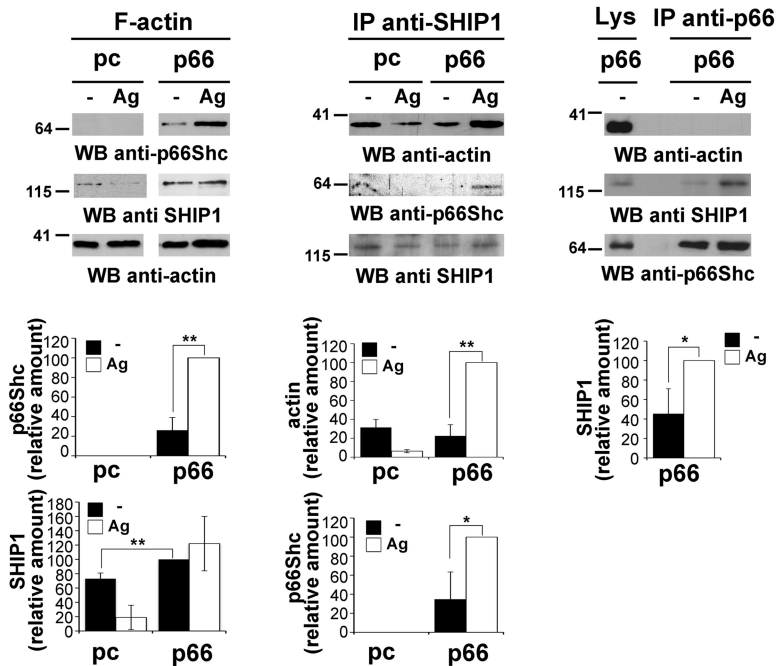 F-actin
pc p66
- Ag - Ag
64
WB anti-p66Shc
115
WB anti SHIP1
41
WB anti-actin
IP anti-SHIP1
pc p66
- Ag - Ag
41
WB anti-actin
64
WB anti-p66Shc
115
WB anti SHIP1
Lys IP anti-p66
p66 p66
- - Ag
41
WB anti-actin
115
WB anti SHIP1
64
WB anti-p66Shc
p66Shc
(relative amount)
120
100
80
60
40
20
0
-
Ag
**
pc p66
actin
(relative amount)
120
100
80
60
40
20
0
-
Ag
**
pc p66
SHIP1
(relative amount)
120
100
80
60
40
20
0
-
Ag
*
p66
SHIP1
(relative amount)
180
160
140
120
100
80
60
40
20
0
-
Ag
**
pc p66
p66Shc
(relative amount)
120
100
80
60
40
20
0
-
Ag
*
pc p66